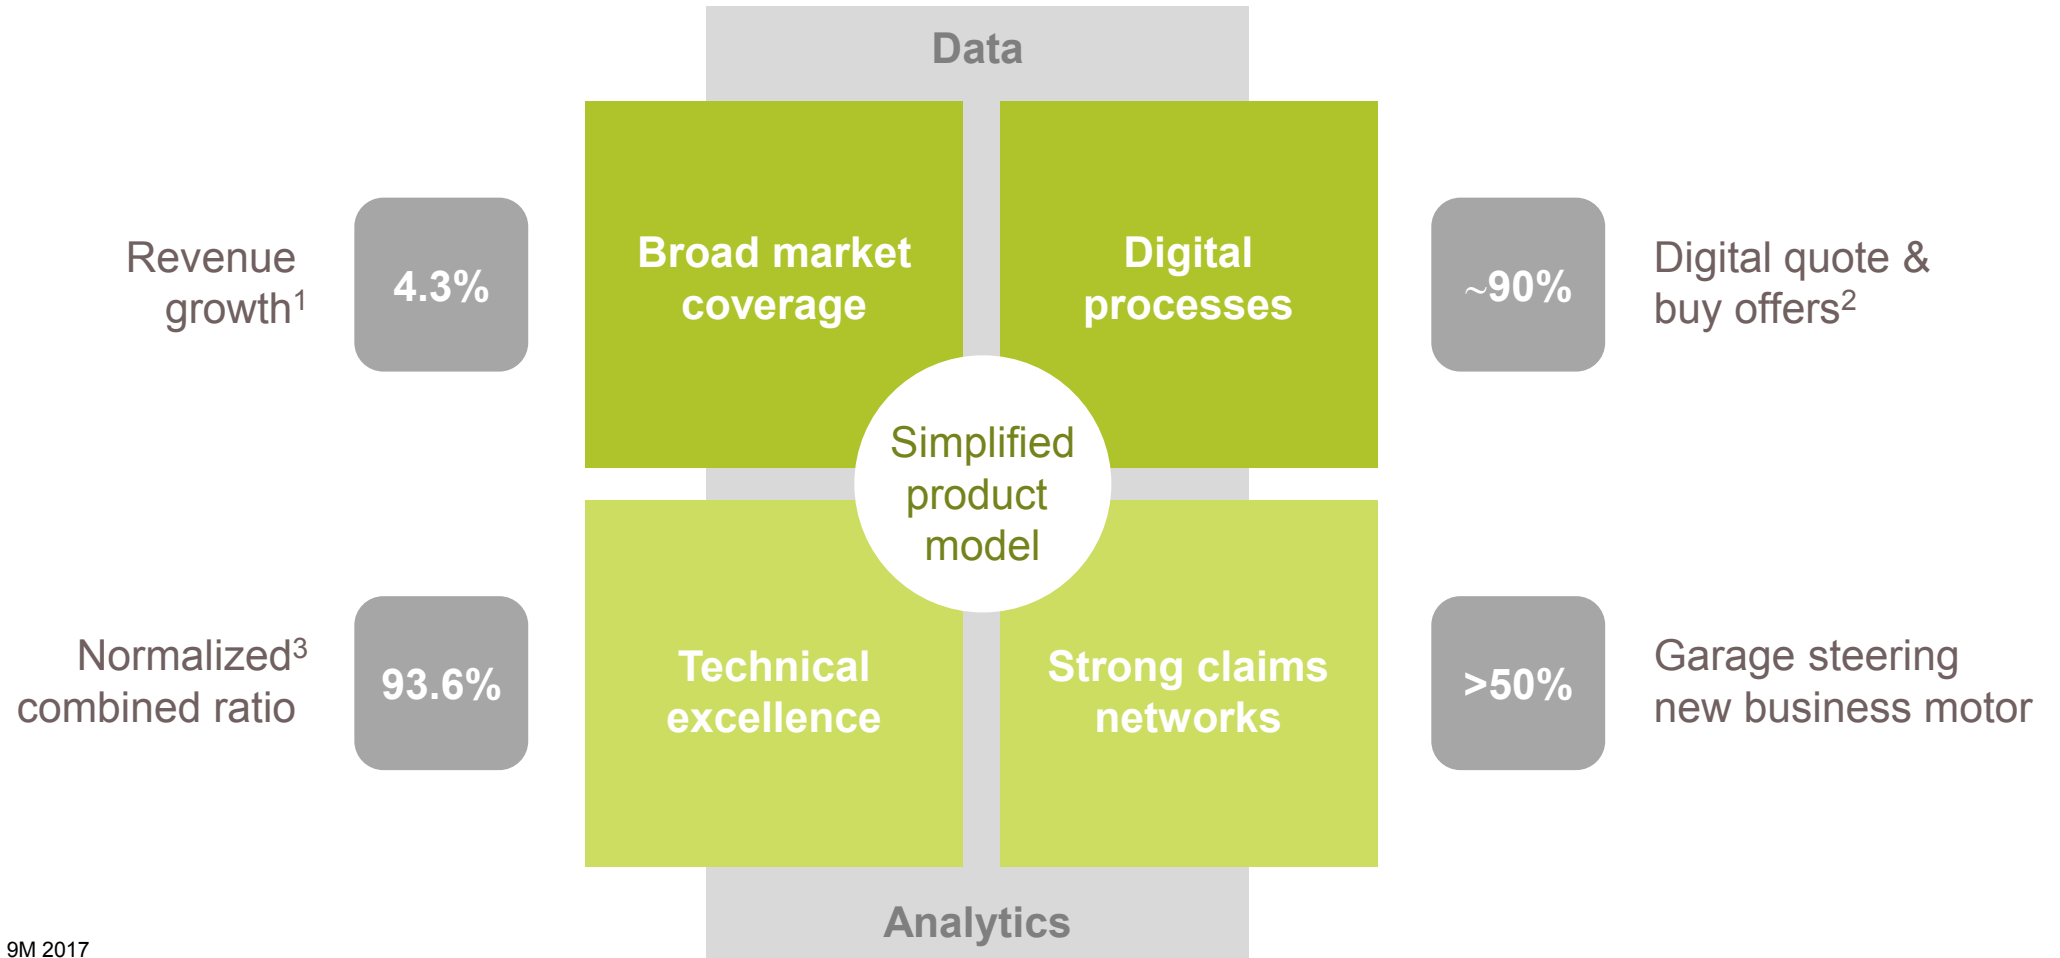 Data
Revenue
growth¹
4.3%
Broad market
coverage
Digital
processes
~90%
Digital quote &
buy offers²
Simplified
product
model
Normalized³
combined ratio
93.6%
Technical
excellence
Strong claims
networks
>50%
Garage steering
new business motor
Analytics
9M 2017